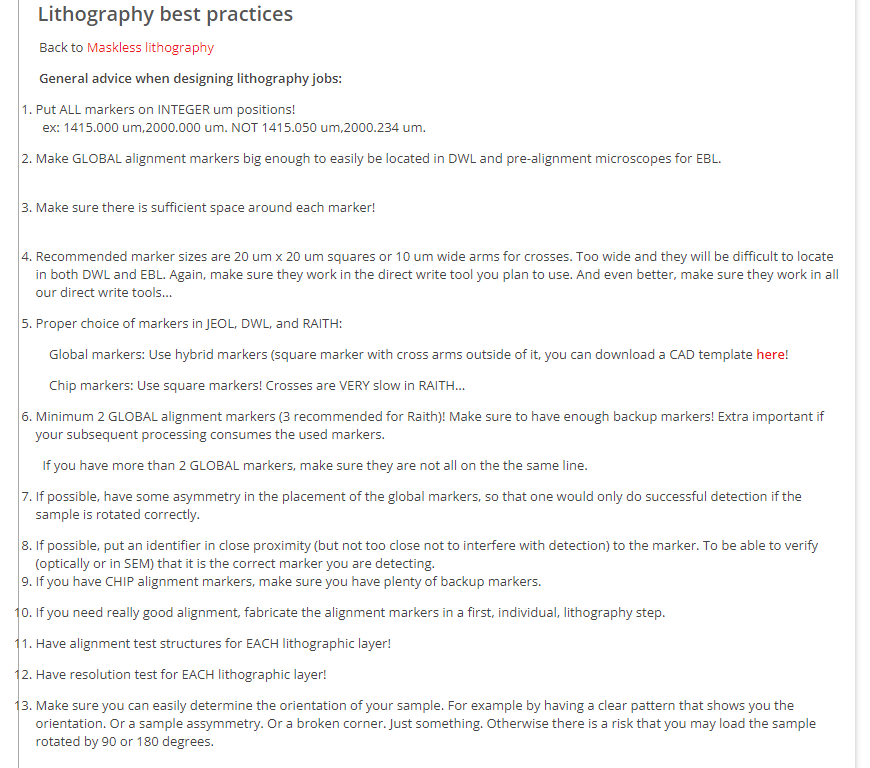 Lithography best practices
Back to Maskless lithography
General advice when designing lithography jobs:
1. Put ALL markers on INTEGER um positions!
ex: 1415.000 um,2000.000 um. NOT 1415.050 um,2000.234 um.
2. Make GLOBAL alignment markers big enough to easily be located in DWL and pre-alignment microscopes for EBL.
3. Make sure there is sufficient space around each marker!
4. Recommended marker sizes are 20 um x 20 um squares or 10 um wide arms for crosses. Too wide and they will be difficult to locate
in both DWL and EBL. Again, make sure they work in the direct write tool you plan to use. And even better, make sure they work in all
our direct write tools...
5. Proper choice of markers in JEOL, DWL, and RAITH:
Global markers: Use hybrid markers (square marker with cross arms outside of it, you can download a CAD template here!
Chip markers: Use square markers! Crosses are VERY slow in RAITH...
6. Minimum 2 GLOBAL alignment markers (3 recommended for Raith)! Make sure to have enough backup markers! Extra important if
your subsequent processing consumes the used markers.
If you have more than 2 GLOBAL markers, make sure they are not all on the the same line.
7. If possible, have some asymmetry in the placement of the global markers, so that one would only do successful detection if the
sample is rotated correctly.
8. If possible, put an identifier in close proximity (but not too close not to interfere with detection) to the marker. To be able to verify
(optically or in SEM) that it is the correct marker you are detecting.
9. If you have CHIP alignment markers, make sure you have plenty of backup markers.
10. If you need really good alignment, fabricate the alignment markers in a first, individual, lithography step.
11. Have alignment test structures for EACH lithographic layer!
12. Have resolution test for EACH lithographic layer!
13. Make sure you can easily determine the orientation of your sample. For example by having a clear pattern that shows you the
orientation. Or a sample assymmetry. Or a broken corner. Just something. Otherwise there is a risk that you may load the sample
rotated by 90 or 180 degrees.